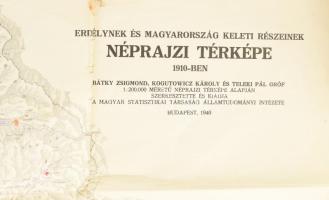 ERDÉLYNEK ÉS MAGYARORSZÁG KELETI RÉSZEINEK
NÉPRAJZI TÉRKÉPE
1910-BEN
BÁTKY ZSIGMOND, KOGUTOWICZ KÁROLY ÉS TELEKI PÁL GRÓF
1:200.000 MÉRETŰ NÉPRAJZI TÉRKÉPE ALAPJÁN
SZERKESZTETTE ÉS KIADTA
A MAGYAR STATISZTIKAI TÁRSASÁG ÁLLAMTUDOMÁNYI INTÉZETE
BUDAPEST, 1940